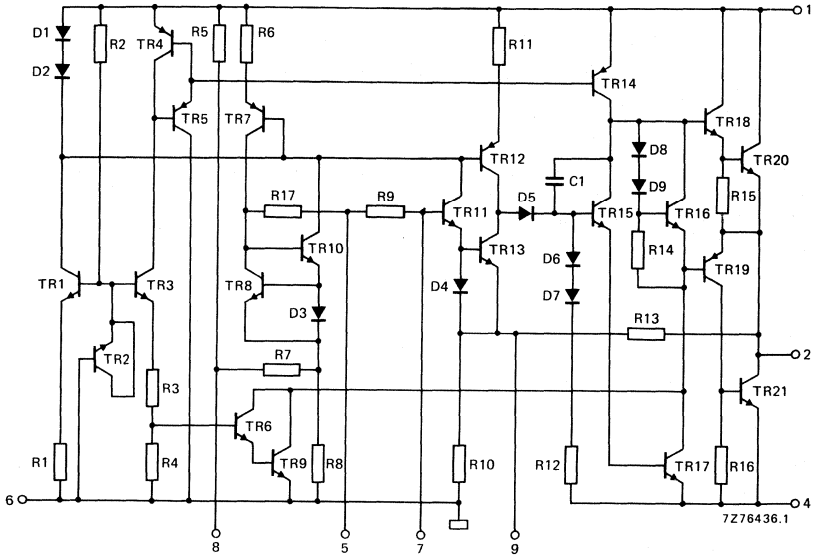 1
D1
R2
TR4
R5
R6
R11
D2
TR14
TR5
TR7
TR18
D8
TR12
TR20
C1
D9
R15
R17
R9
D5
TR11
TR15
TR16
TR10
TR13
R14
D6
TR19
TR1
TR3
TR8
D4
D7
D3
R13
TR2
R7
2
R3
TR21
TR6
R1
R4
TR9
R8
R10
R12
TR17
R16
6
4
7Z76436.1
8
5
7
9